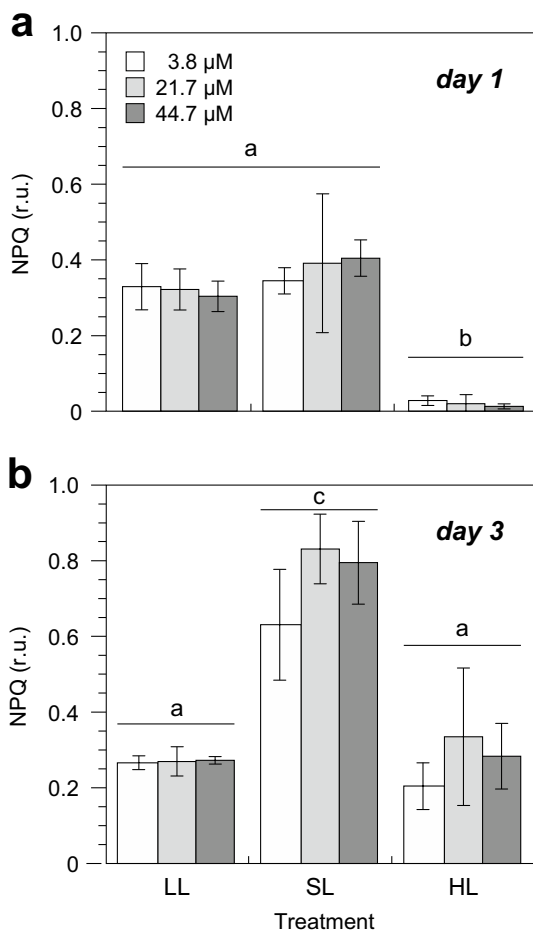 a
1.0
0.8
0.6
0.4
0.2
0
NPQ (r.u.)
3.8 µM
21.7 µM
44.7 µM
day 1
a
b
b
1.0
0.8
0.6
0.4
0.2
0
NPQ (r.u.)
day 3
a
c
a
LL SL HL
Treatment